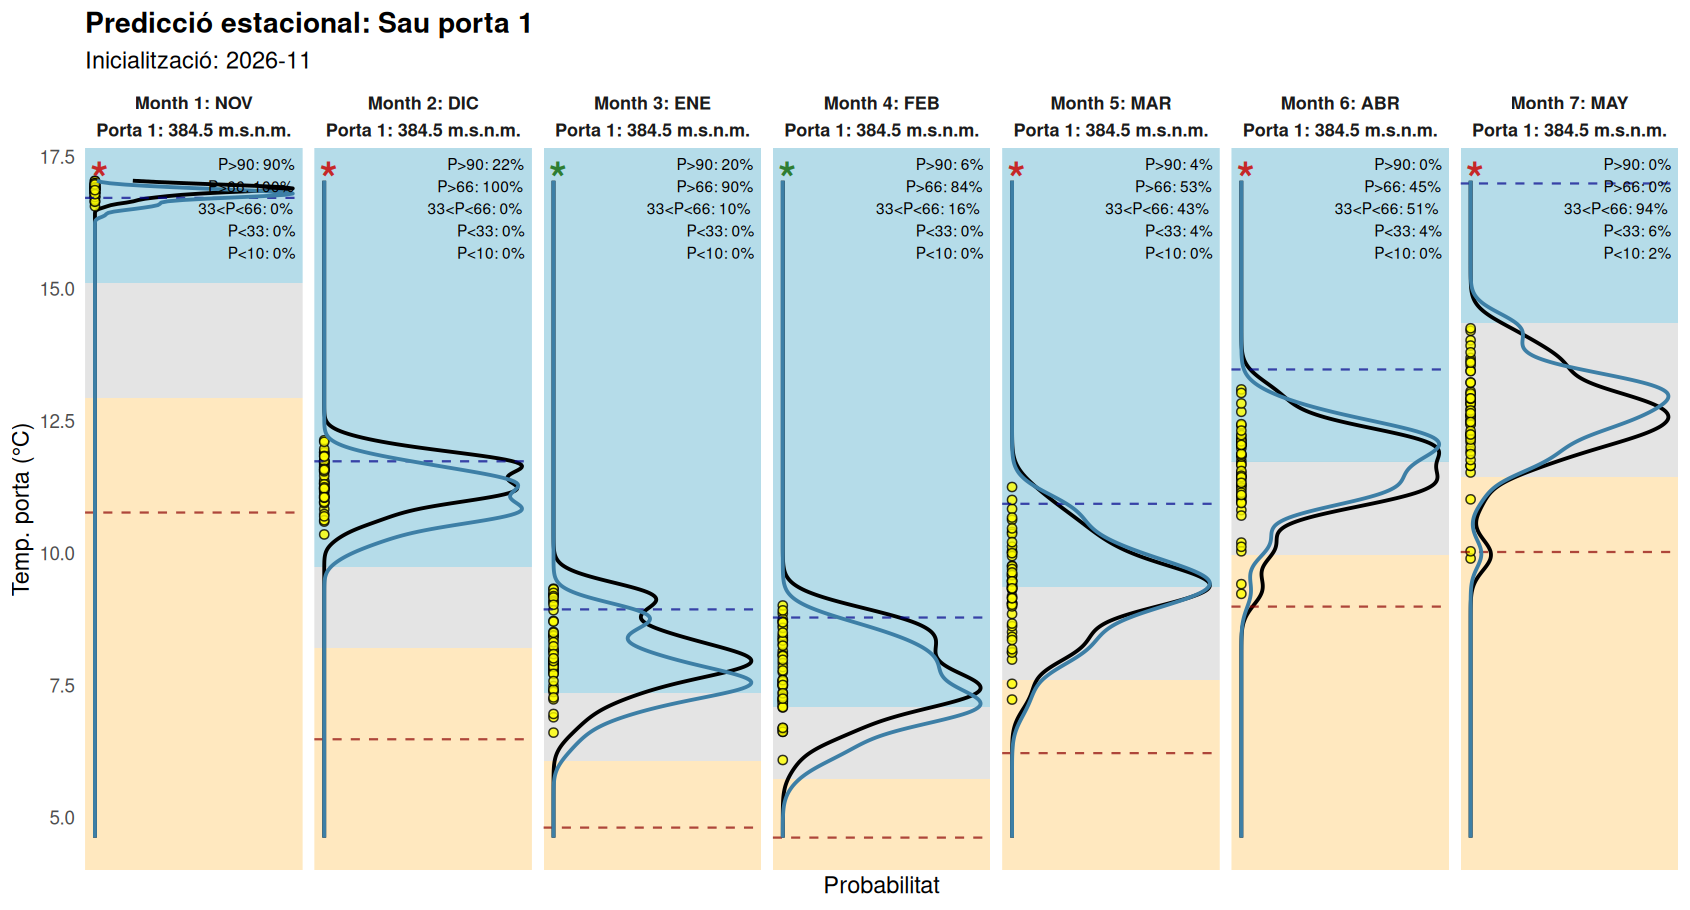 Predicció estacional: Sau porta 1
Inicialització: 2026-11
Month 1: NOV
Porta 1: 384.5 m.s.n.m.
Month 2: DIC
Porta 1: 384.5 m.s.n.m.
Month 3: ENE
Porta 1: 384.5 m.s.n.m.
Month 4: FEB
Porta 1: 384.5 m.s.n.m.
Month 5: MAR
Porta 1: 384.5 m.s.n.m.
Month 6: ABR
Porta 1: 384.5 m.s.n.m.
Month 7: MAY
Porta 1: 384.5 m.s.n.m.
Temp. porta (°C)
17.5
15.0
12.5
10.0
7.5
5.0
*
P>90: 90%
P>66: 100%
33<P<66: 0%
P<33: 0%
P<10: 0%
*
P>90: 22%
P>66: 100%
33<P<66: 0%
P<33: 0%
P<10: 0%
*
P>90: 20%
P>66: 90%
33<P<66: 10%
P<33: 0%
P<10: 0%
*
P>90: 6%
P>66: 84%
33<P<66: 16%
P<33: 0%
P<10: 0%
*
P>90: 4%
P>66: 53%
33<P<66: 43%
P<33: 4%
P<10: 0%
*
P>90: 0%
P>66: 45%
33<P<66: 51%
P<33: 4%
P<10: 0%
*
P>90: 0%
P>66: 0%
33<P<66: 94%
P<33: 6%
P<10: 2%
Probabilitat